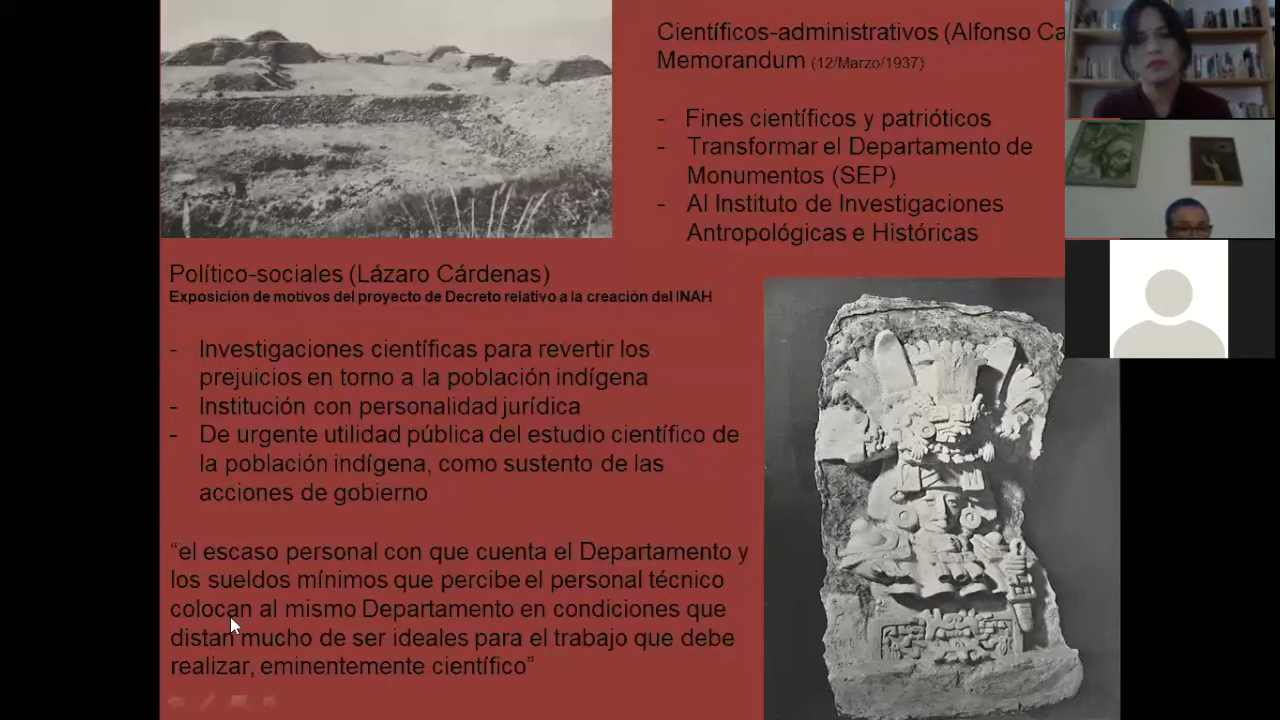 Científicos-administrativos (Alfonso Ca
Memorandum (12/Marzo/1937)
- Fines científicos y patrióticos
- Transformar el Departamento de
Monumentos (SEP)
- Al Instituto de Investigaciones
Antropológicas e Históricas
Político-sociales (Lázaro Cárdenas)
Exposición de motivos del proyecto de Decreto relativo a la creación del INAH
- Investigaciones científicas para revertir los
prejuicios en torno a la población indígena
- Institución con personalidad jurídica
- De urgente utilidad pública del estudio científico de
la población indígena, como sustento de las
acciones de gobierno
“el escaso personal con que cuenta el Departamento y
los sueldos mínimos que percibe el personal técnico
colocan al mismo Departamento en condiciones que
distan mucho de ser ideales para el trabajo que debe
realizar, eminentemente científico”